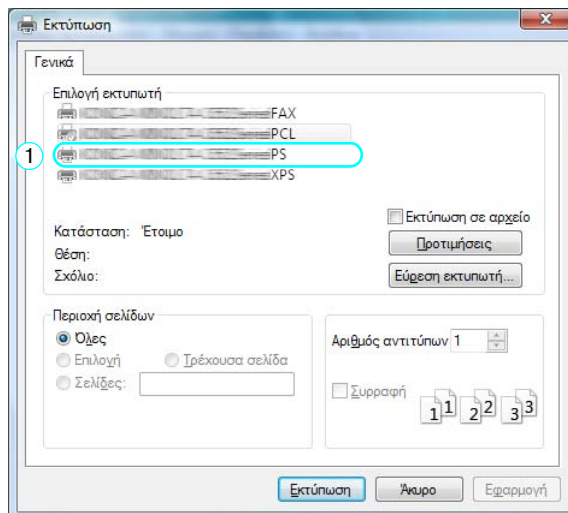 Εκτύπωση
Γενικά
Επιλογή εκτυπωτή
FAX
PCL
1 PS
XPS
Κατάσταση: Έτοιμο
Θέση:
Σχόλιο:
Εκτύπωση σε αρχείο
Προτιμήσεις
Εύρεση εκτυπωτή...
Περιοχή σελίδων
Όλες
Επιλογή Τρέχουσα σελίδα
Σελίδες:
Αριθμός αντιτύπων 1
Συρραφή
1 1 2 2 3 3
Εκτύπωση Άκυρο Εφαρμογή